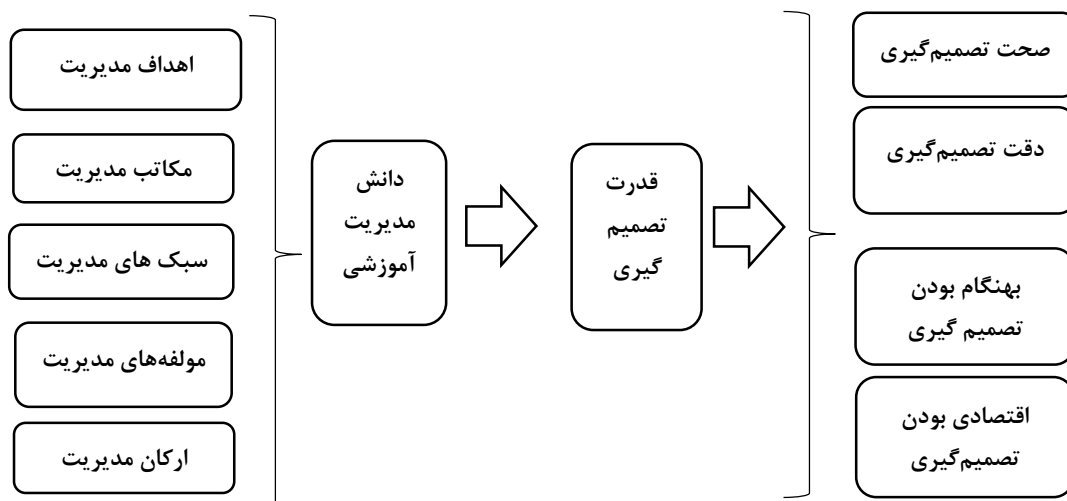 اهداف مدیریت
مکاتب مدیریت
سبک های مدیریت
مولفه‌های مدیریت
ارکان مدیریت
دانش
مدیریت
آموزشی
قدرت
تصمیم
گیری
صحت تصمیم‌گیری
دقت تصمیم‌گیری
بهنگام بودن
تصمیم گیری
اقتصادی بودن
تصمیم‌گیری